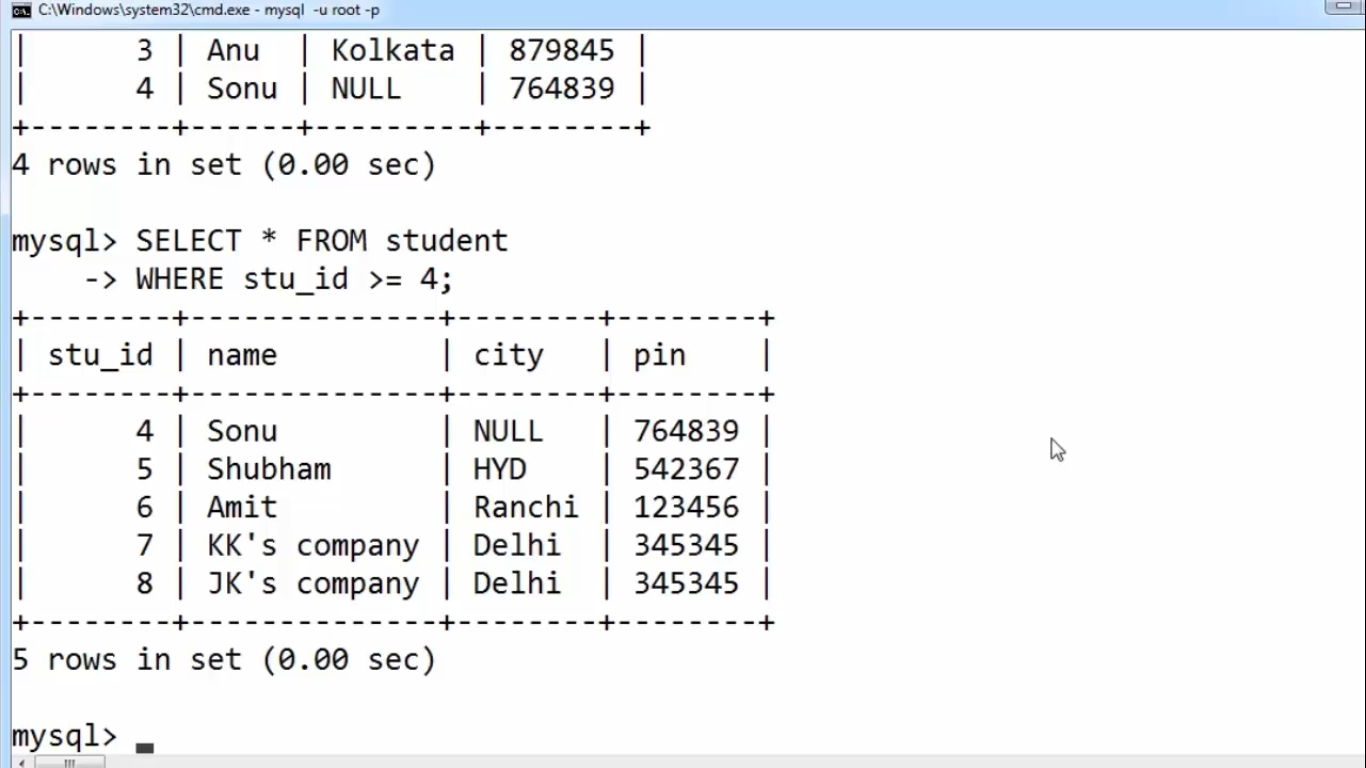 C:\Windows\system32\cmd.exe - mysql  -u root -p
|      3 | Anu  | Kolkata | 879845 |
|      4 | Sonu | NULL    | 764839 |
+--------+------+---------+--------+
4 rows in set (0.00 sec)
mysql> SELECT * FROM student
    -> WHERE stu_id >= 4;
+--------+--------------+--------+--------+
| stu_id | name         | city   | pin    |
+--------+--------------+--------+--------+
|      4 | Sonu         | NULL   | 764839 |
|      5 | Shubham      | HYD    | 542367 |
|      6 | Amit         | Ranchi | 123456 |
|      7 | KK's company | Delhi  | 345345 |
|      8 | JK's company | Delhi  | 345345 |
+--------+--------------+--------+--------+
5 rows in set (0.00 sec)
mysql>